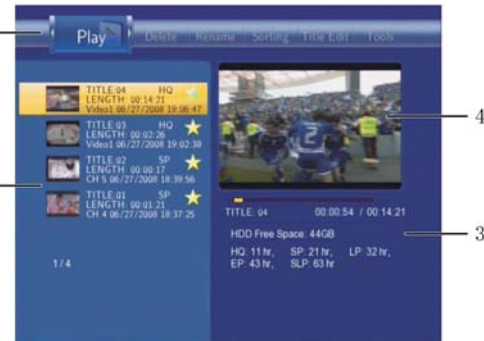 Play Delete Rename Sorting Title Edit Tools
TITLE:04 HQ
LENGTH: 00:14:21
Video1 06/27/2008 19:06:47
TITLE:03 HQ
LENGTH: 00:02:26
Video1 06/27/2008 19:02:38
TITLE:02 SP
LENGTH: 00:00:17
CH 5 06/27/2008 18:39:56
TITLE:01 SP
LENGTH: 00:01:21
CH 4 06/27/2008 18:37:25
1/4
2
4
TITLE: 04 00:00:54 / 00:14:21
HDD Free Space: 44GB
3
HQ: 11 hr, SP: 21 hr, LP: 32 hr,
EP: 43 hr, SLP: 63 hr